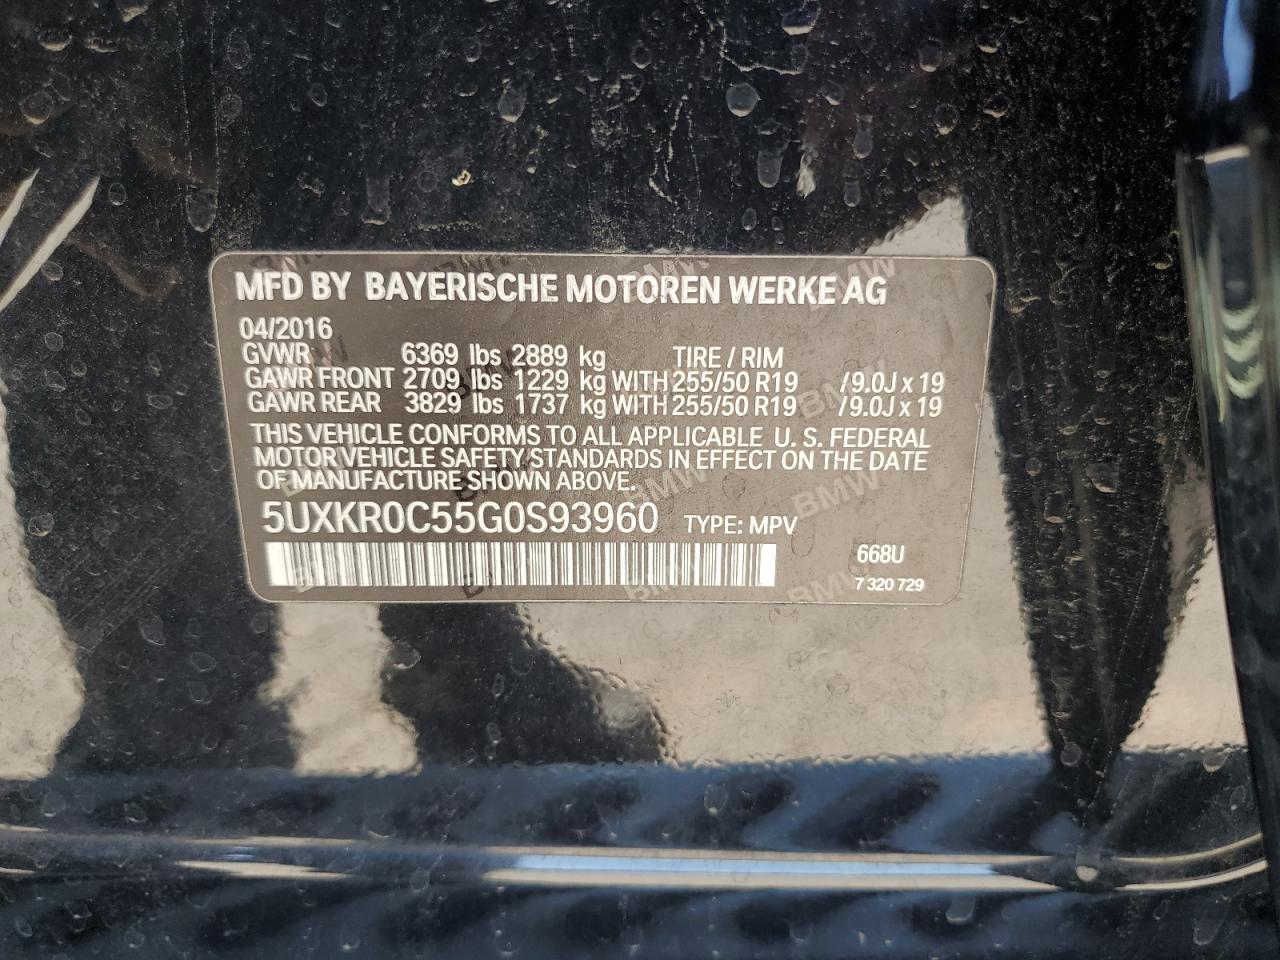 MFD BY BAYERISCHE MOTOREN WERKE AG
04/2016
GVWR 6369 lbs 2889 kg TIRE / RIM
GAWR FRONT 2709 lbs 1229 kg WITH 255/50 R19 / 9.0J x 19
GAWR REAR 3829 lbs 1737 kg WITH 255/50 R19 / 9.0J x 19
THIS VEHICLE CONFORMS TO ALL APPLICABLE U. S. FEDERAL
MOTOR VEHICLE SAFETY STANDARDS IN EFFECT ON THE DATE
OF MANUFACTURE SHOWN ABOVE.
5UXKR0C55G0S93960 TYPE: MPV
668U
7 320 729